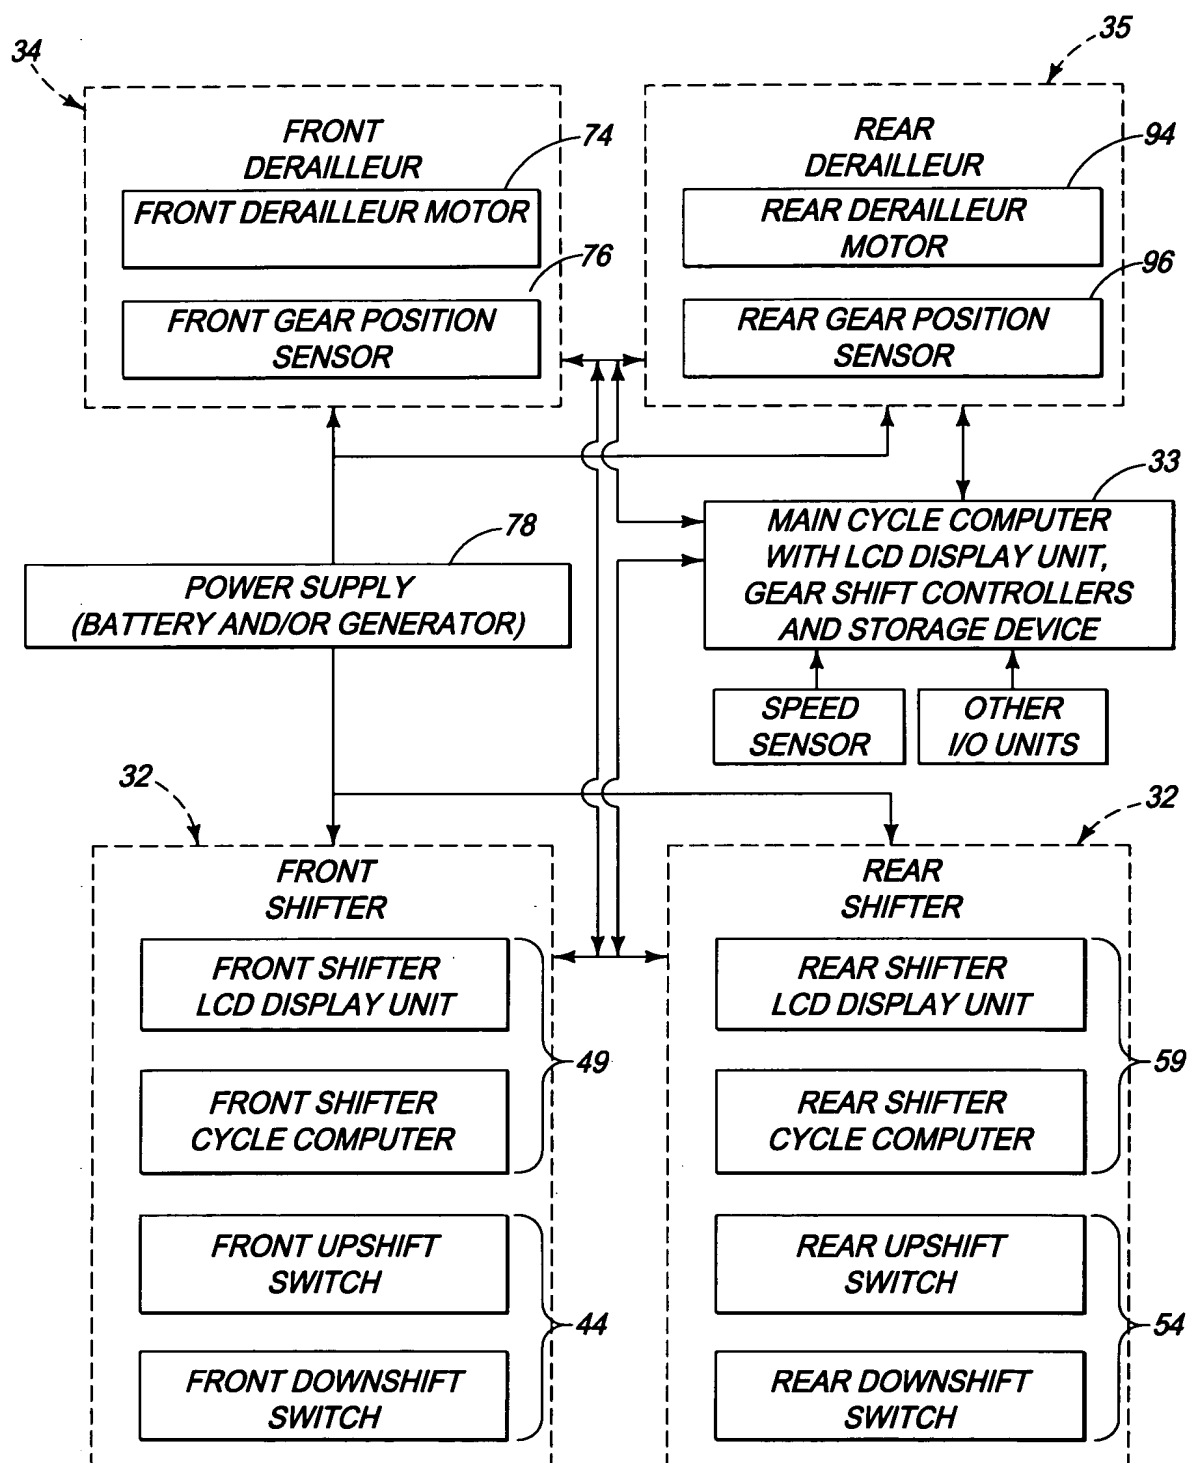 34
35
FRONT
DERAILLEUR
74
FRONT DERAILLEUR MOTOR
76
FRONT GEAR POSITION
SENSOR
REAR
DERAILLEUR
94
REAR DERAILLEUR
MOTOR
96
REAR GEAR POSITION
SENSOR
33
MAIN CYCLE COMPUTER
WITH LCD DISPLAY UNIT,
GEAR SHIFT CONTROLLERS
AND STORAGE DEVICE
78
POWER SUPPLY
(BATTERY AND/OR GENERATOR)
SPEED
SENSOR
OTHER
I/O UNITS
32
FRONT
SHIFTER
FRONT SHIFTER
LCD DISPLAY UNIT
FRONT SHIFTER
CYCLE COMPUTER
49
FRONT UPSHIFT
SWITCH
FRONT DOWNSHIFT
SWITCH
44
32
REAR
SHIFTER
REAR SHIFTER
LCD DISPLAY UNIT
REAR SHIFTER
CYCLE COMPUTER
59
REAR UPSHIFT
SWITCH
REAR DOWNSHIFT
SWITCH
54